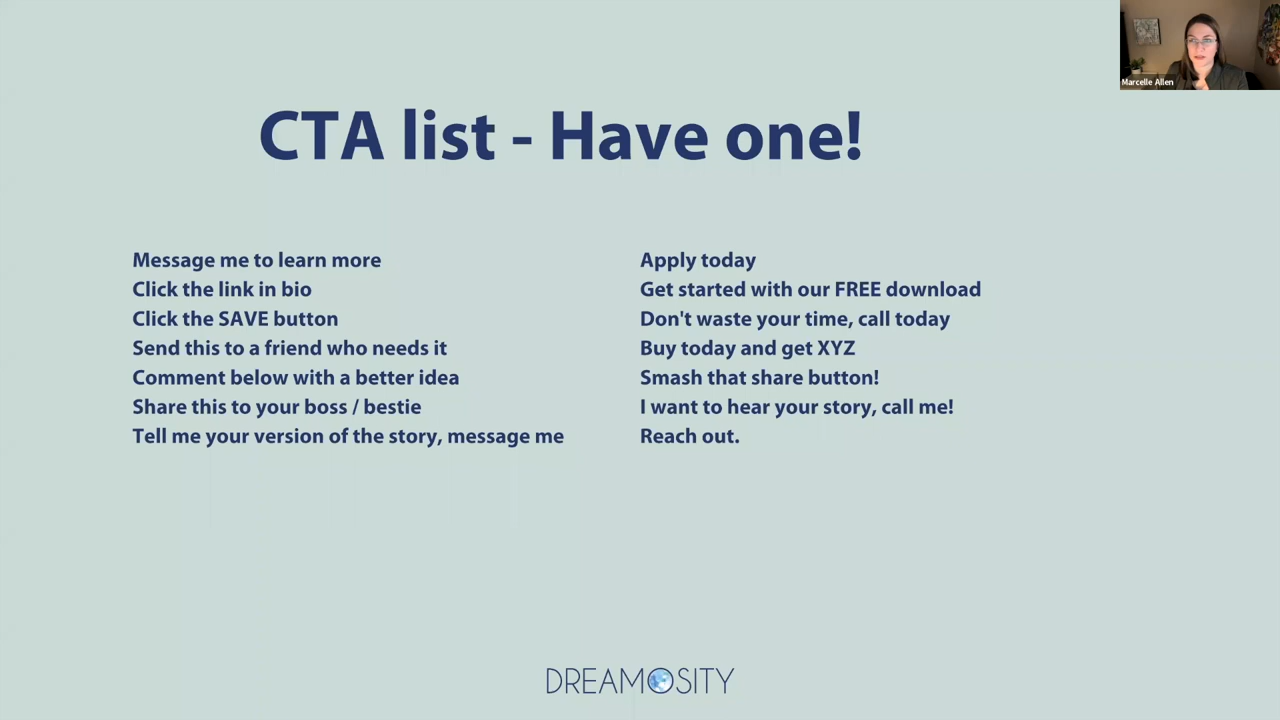 Marcelle Allen
CTA list - Have one!
Message me to learn more
Click the link in bio
Click the SAVE button
Send this to a friend who needs it
Comment below with a better idea
Share this to your boss / bestie
Tell me your version of the story, message me
Apply today
Get started with our FREE download
Don't waste your time, call today
Buy today and get XYZ
Smash that share button!
I want to hear your story, call me!
Reach out.
DREAMOSITY